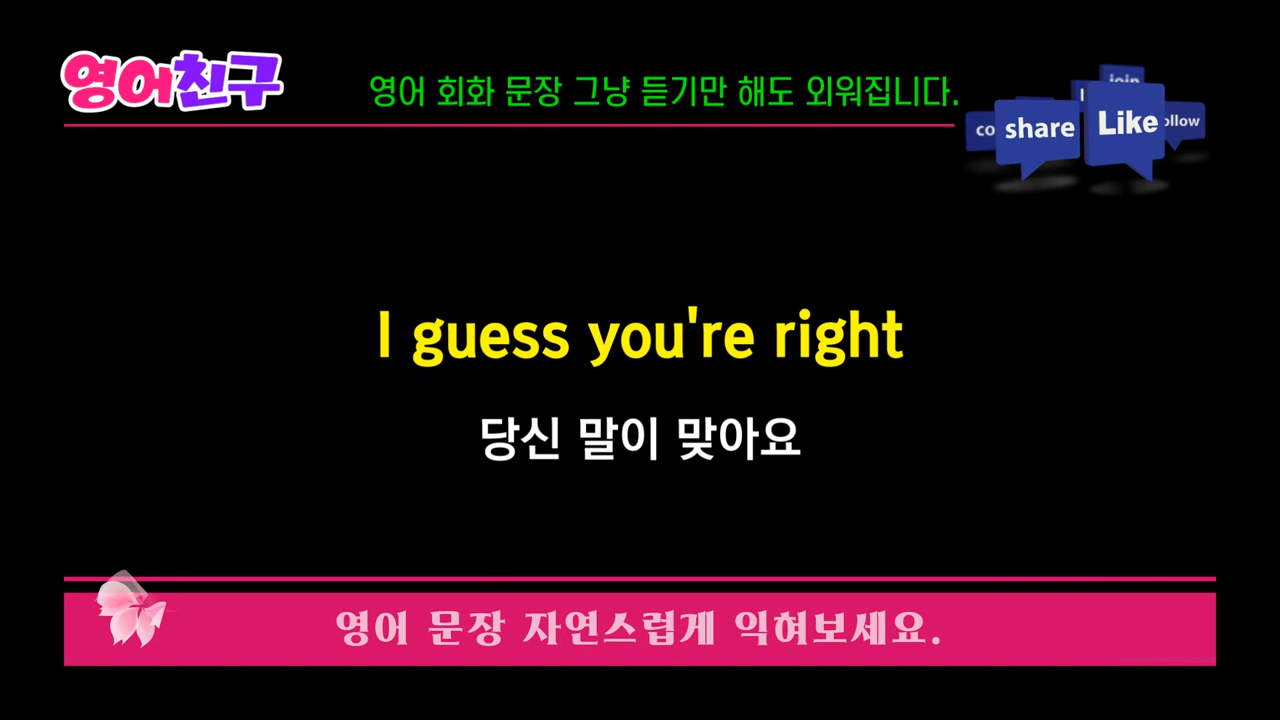 영어친구
영어 회화 문장 그냥 듣기만 해도 외워집니다.
join
share
Like
I guess you're right
당신 말이 맞아요
영어 문장 자연스럽게 익혀보세요.